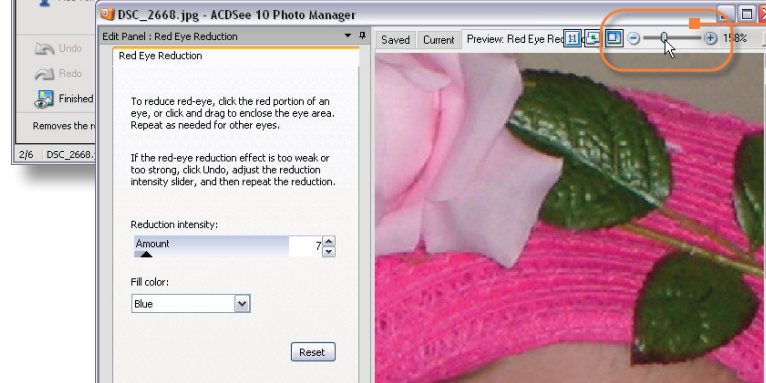 DSC_2668.jpg - ACDSee 10 Photo Manager
Edit Panel : Red Eye Reduction
Saved Current Preview: Red Eye Red 158%
Red Eye Reduction
Undo
Redo
Finished
Removes the
2/6 DSC_2668.
To reduce red-eye, click the red portion of an
eye, or click and drag to enclose the eye area.
Repeat as needed for other eyes.
If the red-eye reduction effect is too weak or
too strong, click Undo, adjust the reduction
intensity slider, and then repeat the reduction.
Reduction intensity:
Amount 7
Fill color:
Blue
Reset